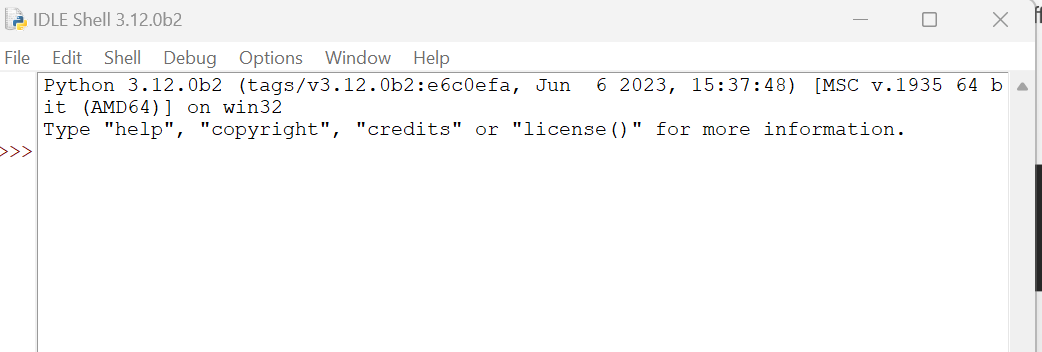 IDLE Shell 3.12.0b2
File Edit Shell Debug Options Window Help
Python 3.12.0b2 (tags/v3.12.0b2:e6c0efa, Jun  6 2023, 15:37:48) [MSC v.1935 64 b
it (AMD64)] on win32
Type "help", "copyright", "credits" or "license()" for more information.
>>>